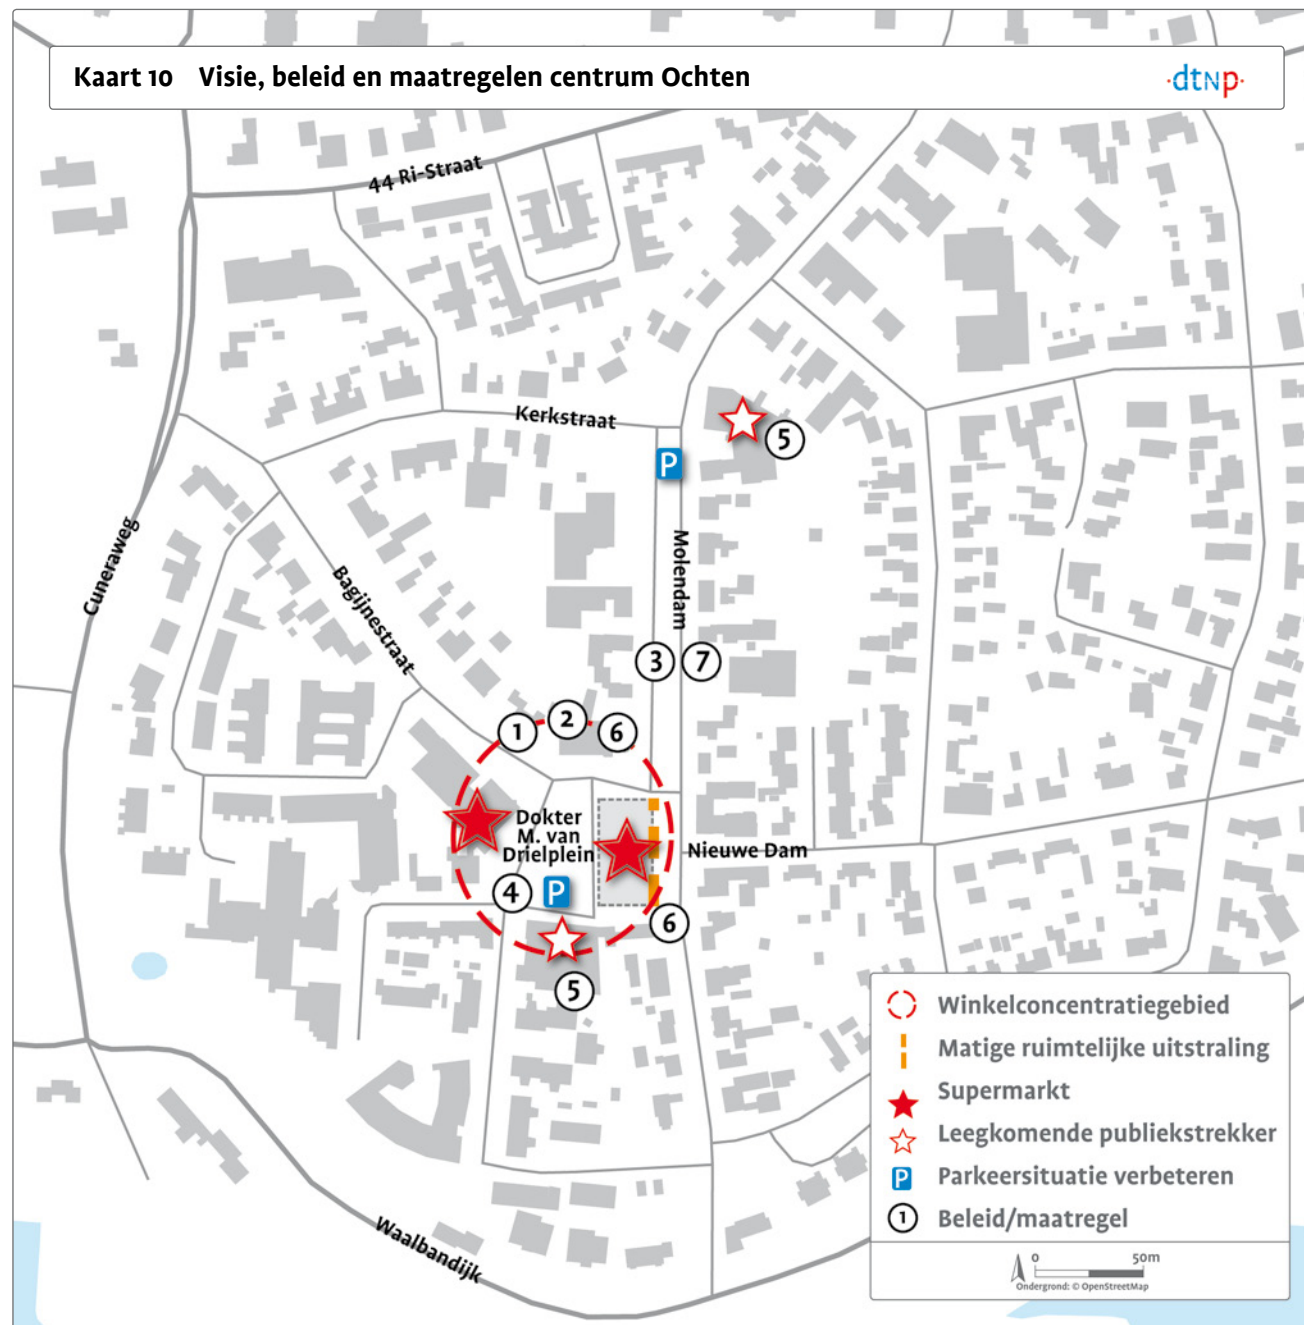 Kaart 10 Visie, beleid en maatregelen centrum Ochten
·dtnp·
44 Ri-Straat
Kerkstraat
5
P
Cuneraweg
Molendam
Bagijnestraat
3 7
1 2 6
Dokter
M. van
Drielplein
Nieuwe Dam
4 P
6
5
Waalbandijk
Winkelconcentratiegebied
Matige ruimtelijke uitstraling
Supermarkt
Leegkomende publiekstrekker
P Parkeersituatie verbeteren
1 Beleid/maatregel
0 50m
Ondergrond: © OpenStreetMap